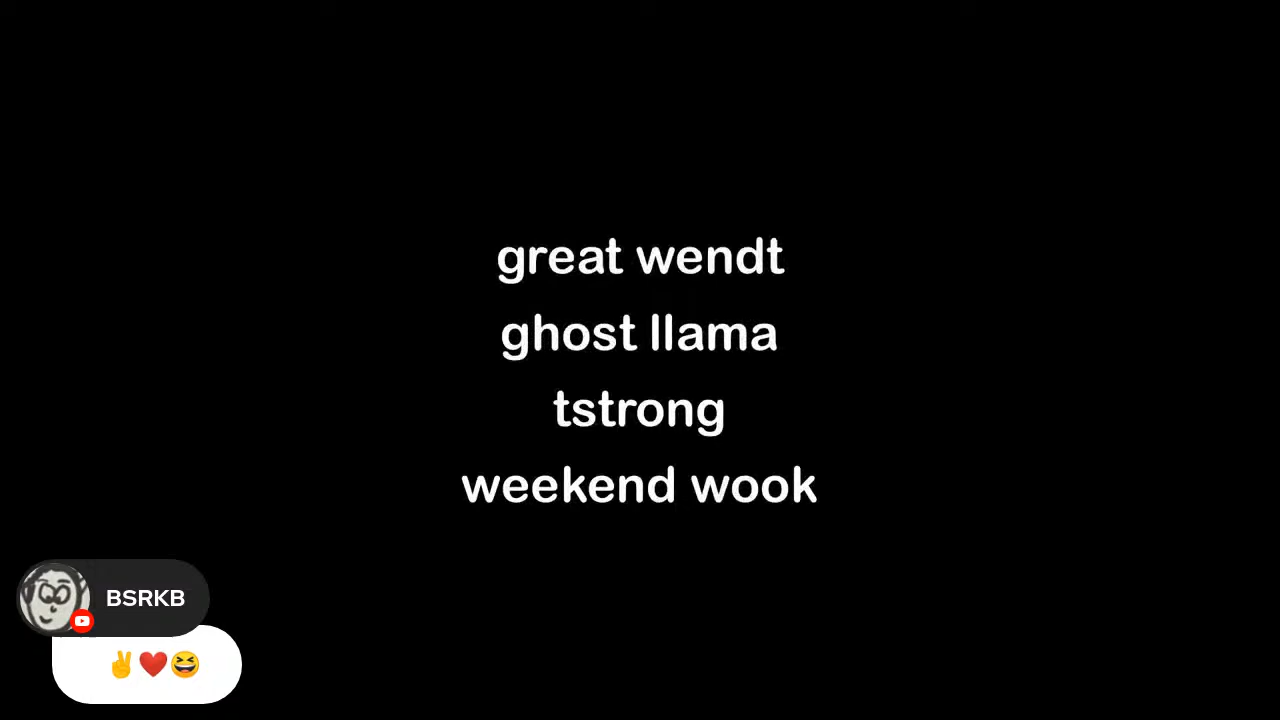 great wendt
ghost llama
tstrong
weekend wook
BSRKB
✌️❤️😆